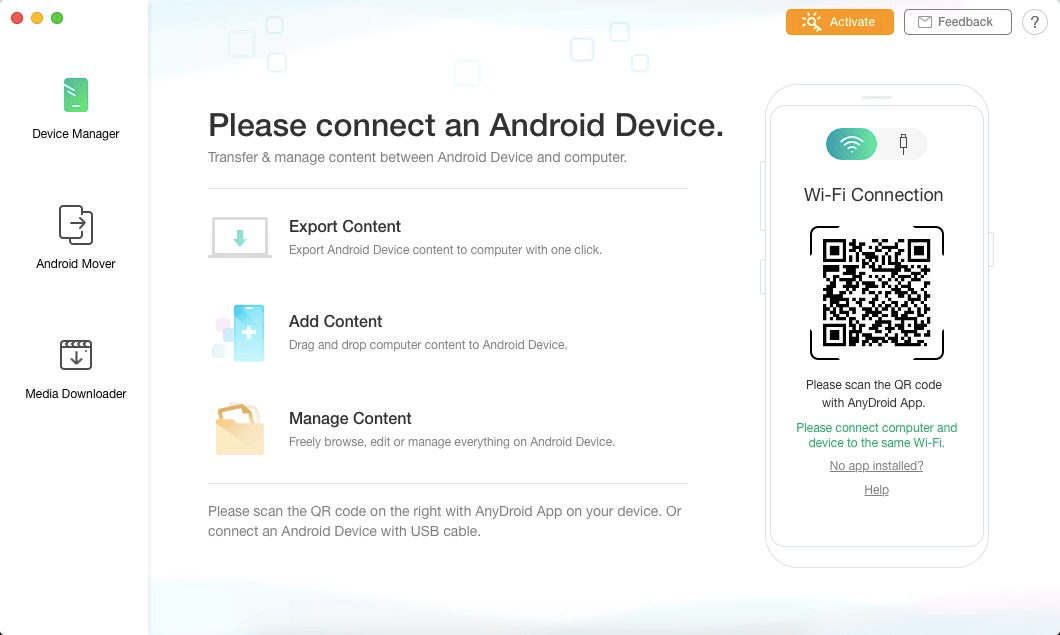 Activate
Feedback
?
Device Manager
Android Mover
Media Downloader
Please connect an Android Device.
Transfer & manage content between Android Device and computer.
Export Content
Export Android Device content to computer with one click.
Add Content
Drag and drop computer content to Android Device.
Manage Content
Freely browse, edit or manage everything on Android Device.
Please scan the QR code on the right with AnyDroid App on your device. Or
connect an Android Device with USB cable.
Wi-Fi Connection
Please scan the QR code
with AnyDroid App.
Please connect computer and
device to the same Wi-Fi.
No app installed?
Help